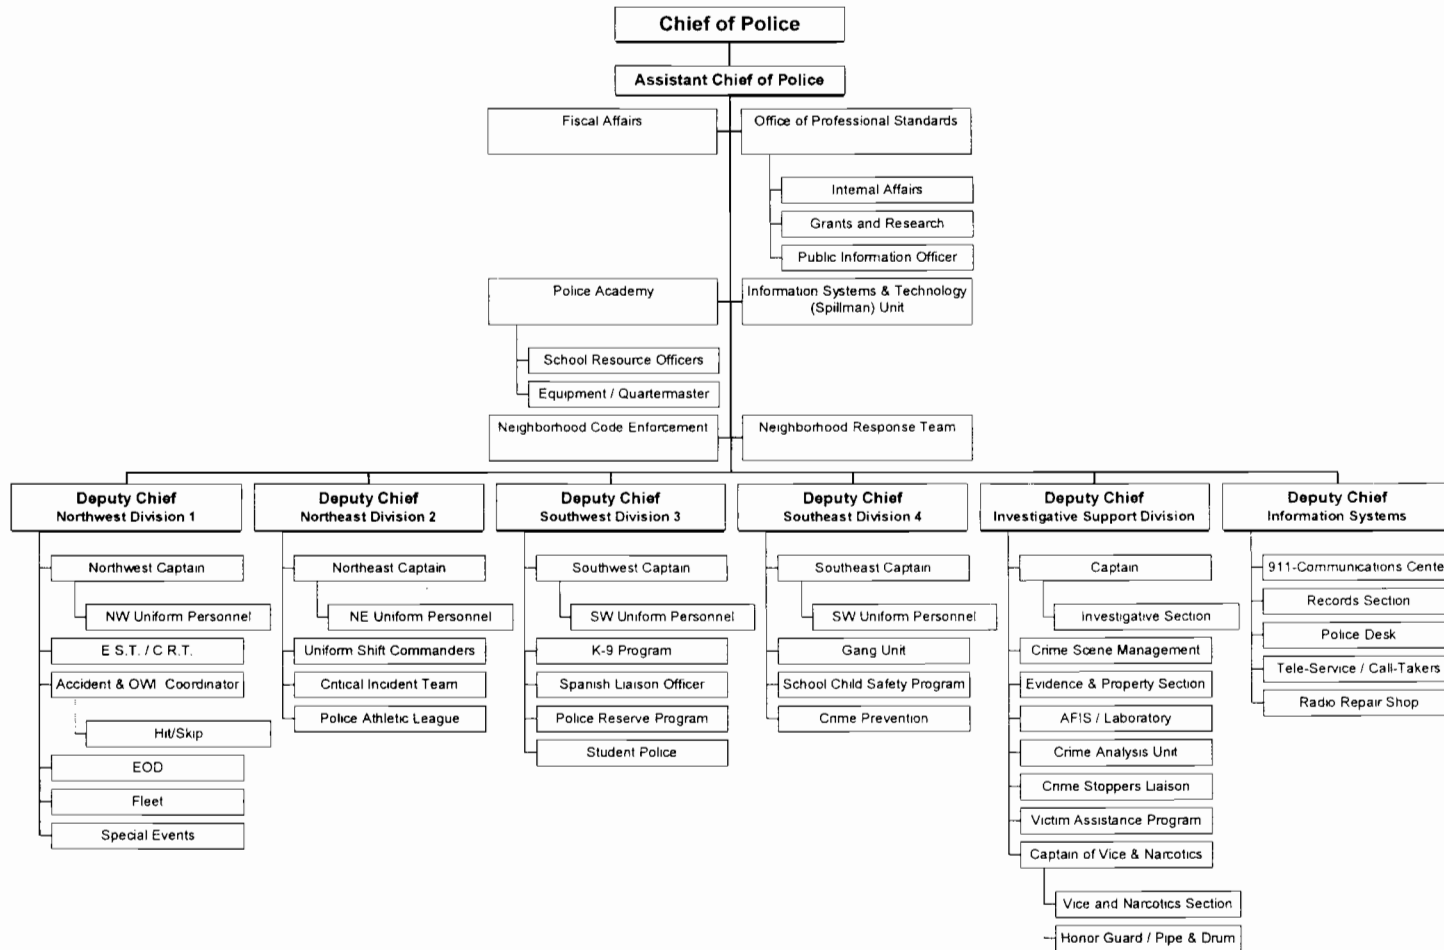 Chief of Police
Assistant Chief of Police
Fiscal Affairs
Office of Professional Standards
Internal Affairs
Grants and Research
Public Information Officer
Police Academy
Information Systems & Technology
(Spillman) Unit
School Resource Officers
Equipment / Quartermaster
Neighborhood Code Enforcement
Neighborhood Response Team
Deputy Chief
Northwest Division 1
Northwest Captain
NW Uniform Personnel
E S.T. / C R.T.
Accident & OWI Coordinator
Hit/Skip
EOD
Fleet
Special Events
Deputy Chief
Northeast Division 2
Northeast Captain
NE Uniform Personnel
Uniform Shift Commanders
Critical Incident Team
Police Athletic League
Deputy Chief
Southwest Division 3
Southwest Captain
SW Uniform Personnel
K-9 Program
Spanish Liaison Officer
Police Reserve Program
Student Police
Deputy Chief
Southeast Division 4
Southeast Captain
SW Uniform Personnel
Gang Unit
School Child Safety Program
Crime Prevention
Deputy Chief
Investigative Support Division
Captain
Investigative Section
Crime Scene Management
Evidence & Property Section
AFIS / Laboratory
Crime Analysis Unit
Crime Stoppers Liaison
Victim Assistance Program
Captain of Vice & Narcotics
Vice and Narcotics Section
Honor Guard / Pipe & Drum
Deputy Chief
Information Systems
911-Communications Cente
Records Section
Police Desk
Tele-Service / Call-Takers
Radio Repair Shop